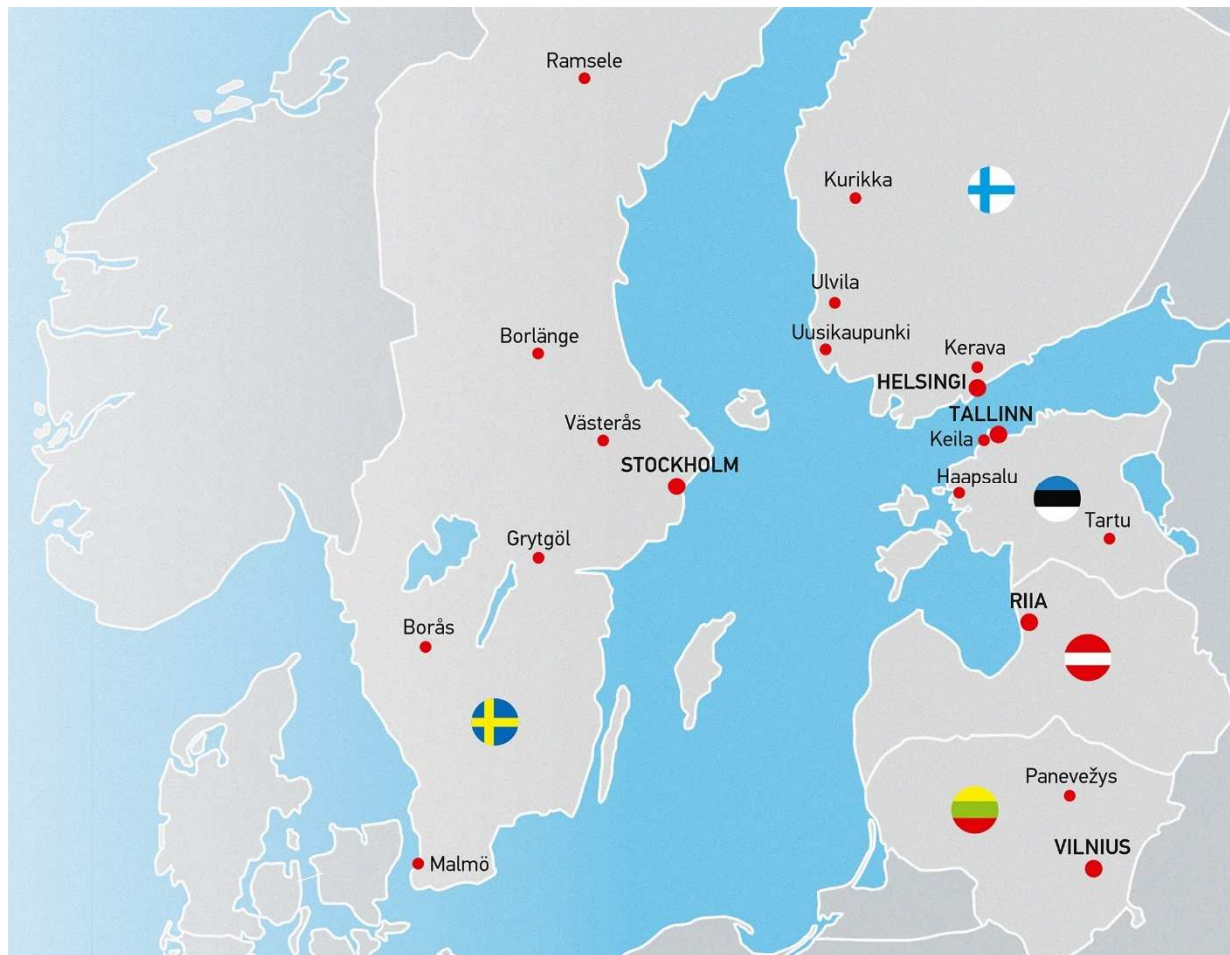 Ramsele
Kurikka
Ulvila
Uusikaupunki
Borlänge
Kerava
HELSINGI
TALLINN
Västerås
Keila
STOCKHOLM
Haapsalu
Tartu
Grytgöl
RIIA
Borås
Panevežys
VILNIUS
Malmö